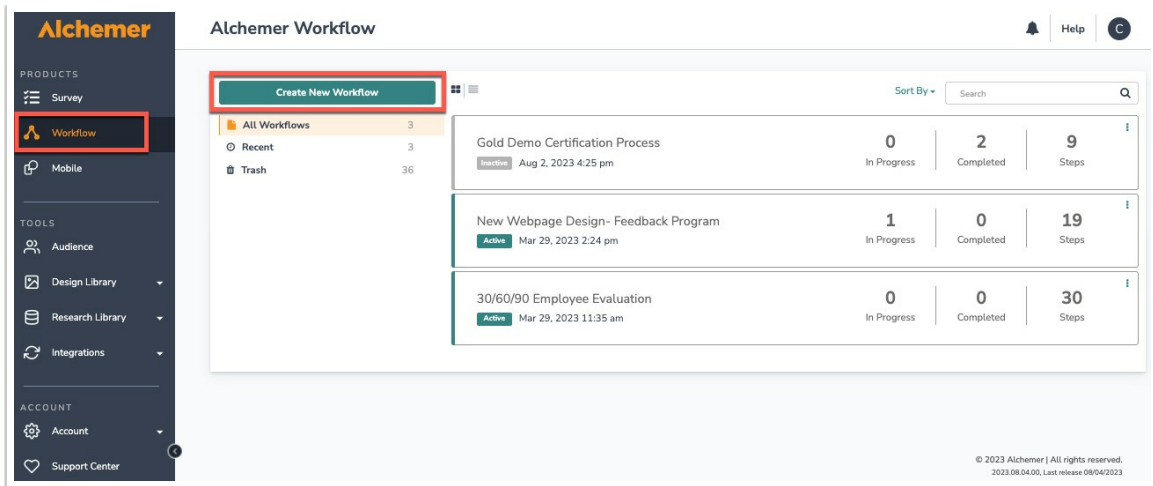 Alchemer
Alchemer Workflow
Help
C
PRODUCTS
Survey
Workflow
Mobile
TOOLS
Audience
Design Library
Research Library
Integrations
ACCOUNT
Account
Support Center
Create New Workflow
All Workflows 3
Recent 3
Trash 36
Sort By
Search
Gold Demo Certification Process
Inactive Aug 2, 2023 4:25 pm
0 2 9
In Progress Completed Steps
New Webpage Design- Feedback Program
Active Mar 29, 2023 2:24 pm
1 0 19
In Progress Completed Steps
30/60/90 Employee Evaluation
Active Mar 29, 2023 11:35 am
0 0 30
In Progress Completed Steps
© 2023 Alchemer | All rights reserved.
2023.08.04.00, Last release 08/04/2023